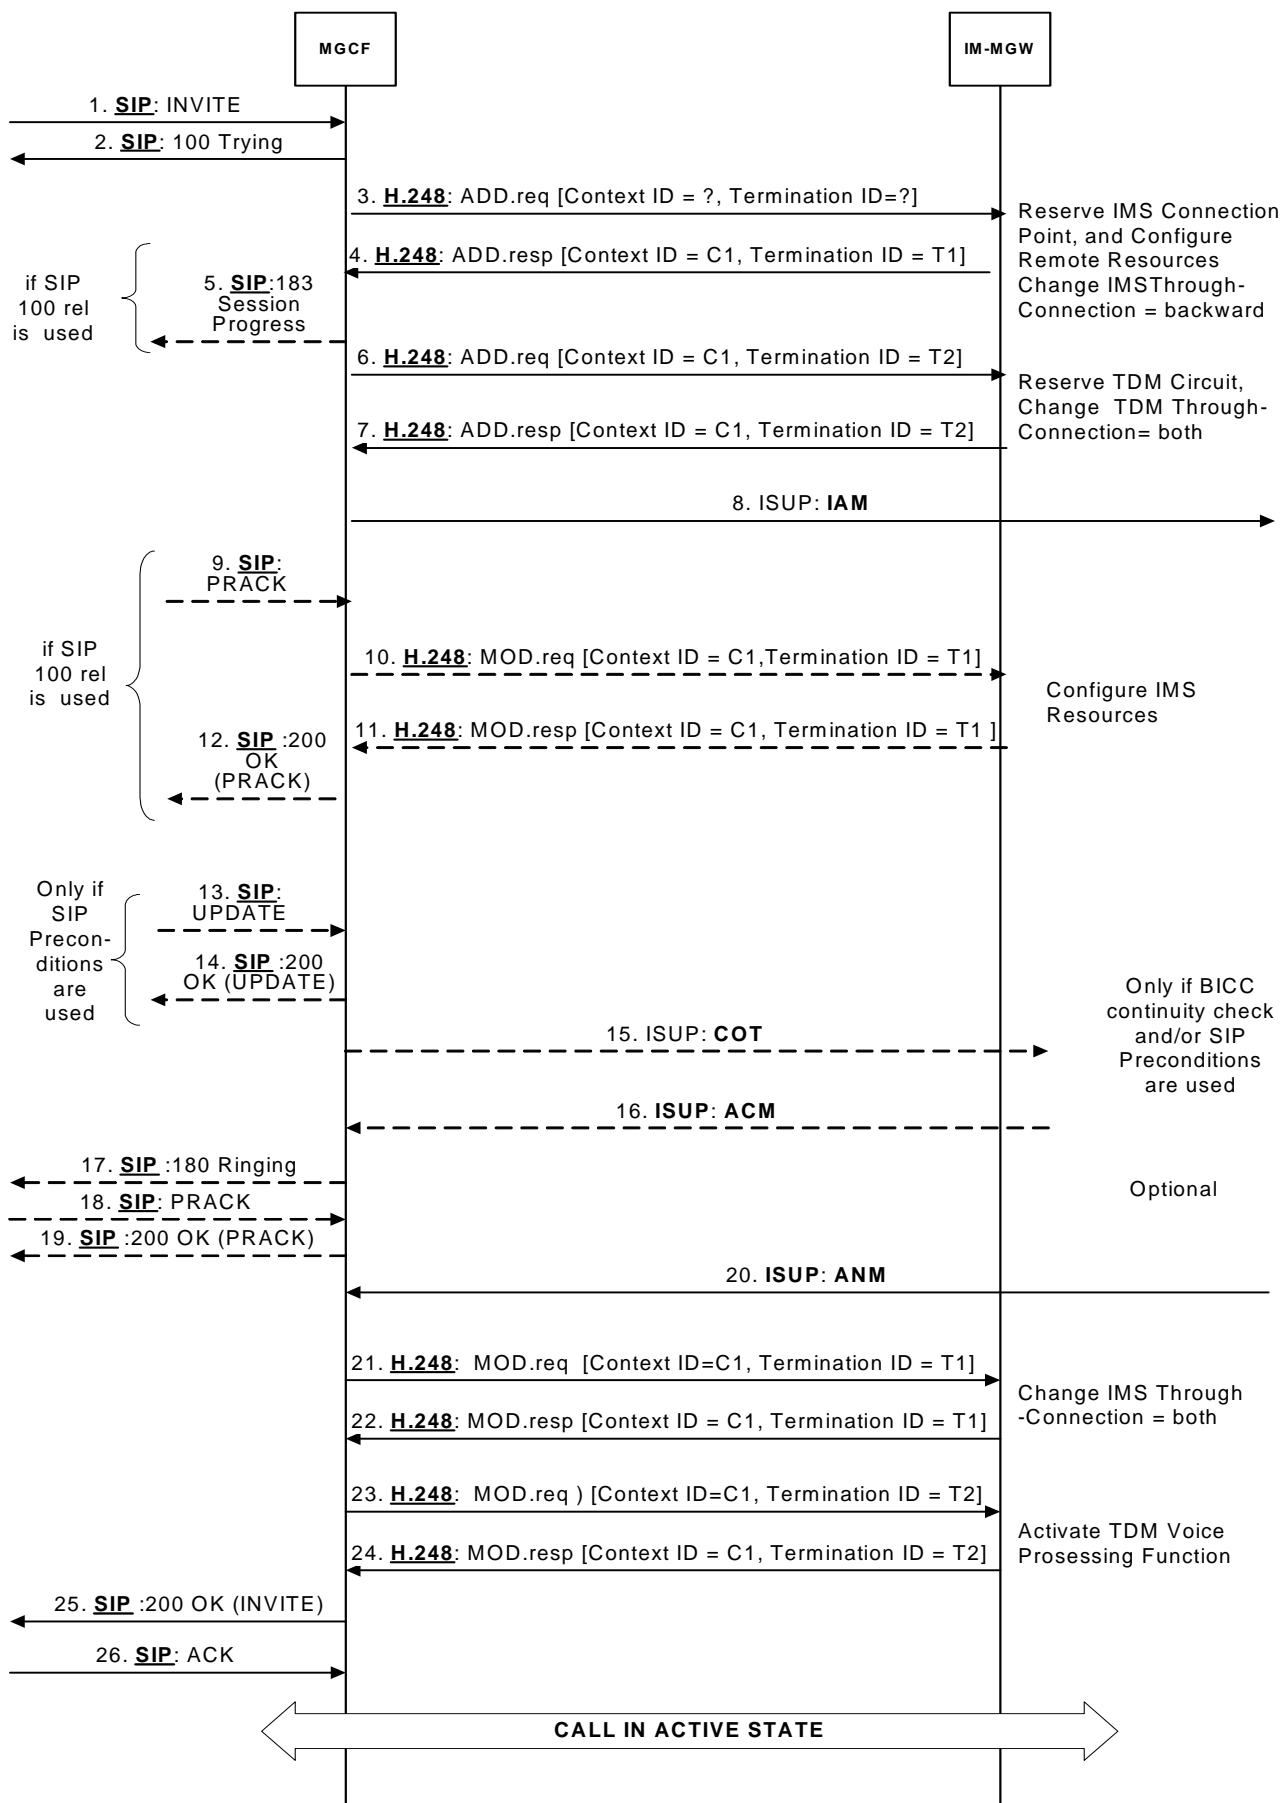 MGCF
IM-MGW
1. SIP: INVITE
2. SIP: 100 Trying
3. H.248: ADD.req [Context ID = ?, Termination ID=?]
Reserve IMS Connection
Point, and Configure
Remote Resources
Change IMSThrough-
Connection = backward
4. H.248: ADD.resp [Context ID = C1, Termination ID = T1]
if SIP
100 rel
is used
5. SIP:183
Session
Progress
6. H.248: ADD.req [Context ID = C1, Termination ID = T2]
Reserve TDM Circuit,
Change TDM Through-
Connection= both
7. H.248: ADD.resp [Context ID = C1, Termination ID = T2]
8. ISUP: IAM
9. SIP:
PRACK
if SIP
100 rel
is used
10. H.248: MOD.req [Context ID = C1,Termination ID = T1]
Configure IMS
Resources
11. H.248: MOD.resp [Context ID = C1, Termination ID = T1 ]
12. SIP :200
OK
(PRACK)
Only if
SIP
Precon-
ditions
are
used
13. SIP:
UPDATE
14. SIP :200
OK (UPDATE)
Only if BICC
continuity check
and/or SIP
Preconditions
are used
15. ISUP: COT
16. ISUP: ACM
17. SIP :180 Ringing
Optional
18. SIP: PRACK
19. SIP :200 OK (PRACK)
20. ISUP: ANM
21. H.248: MOD.req [Context ID=C1, Termination ID = T1]
Change IMS Through
-Connection = both
22. H.248: MOD.resp [Context ID = C1, Termination ID = T1]
23. H.248: MOD.req ) [Context ID=C1, Termination ID = T2]
Activate TDM Voice
Prosessing Function
24. H.248: MOD.resp [Context ID = C1, Termination ID = T2]
25. SIP :200 OK (INVITE)
26. SIP: ACK
CALL IN ACTIVE STATE